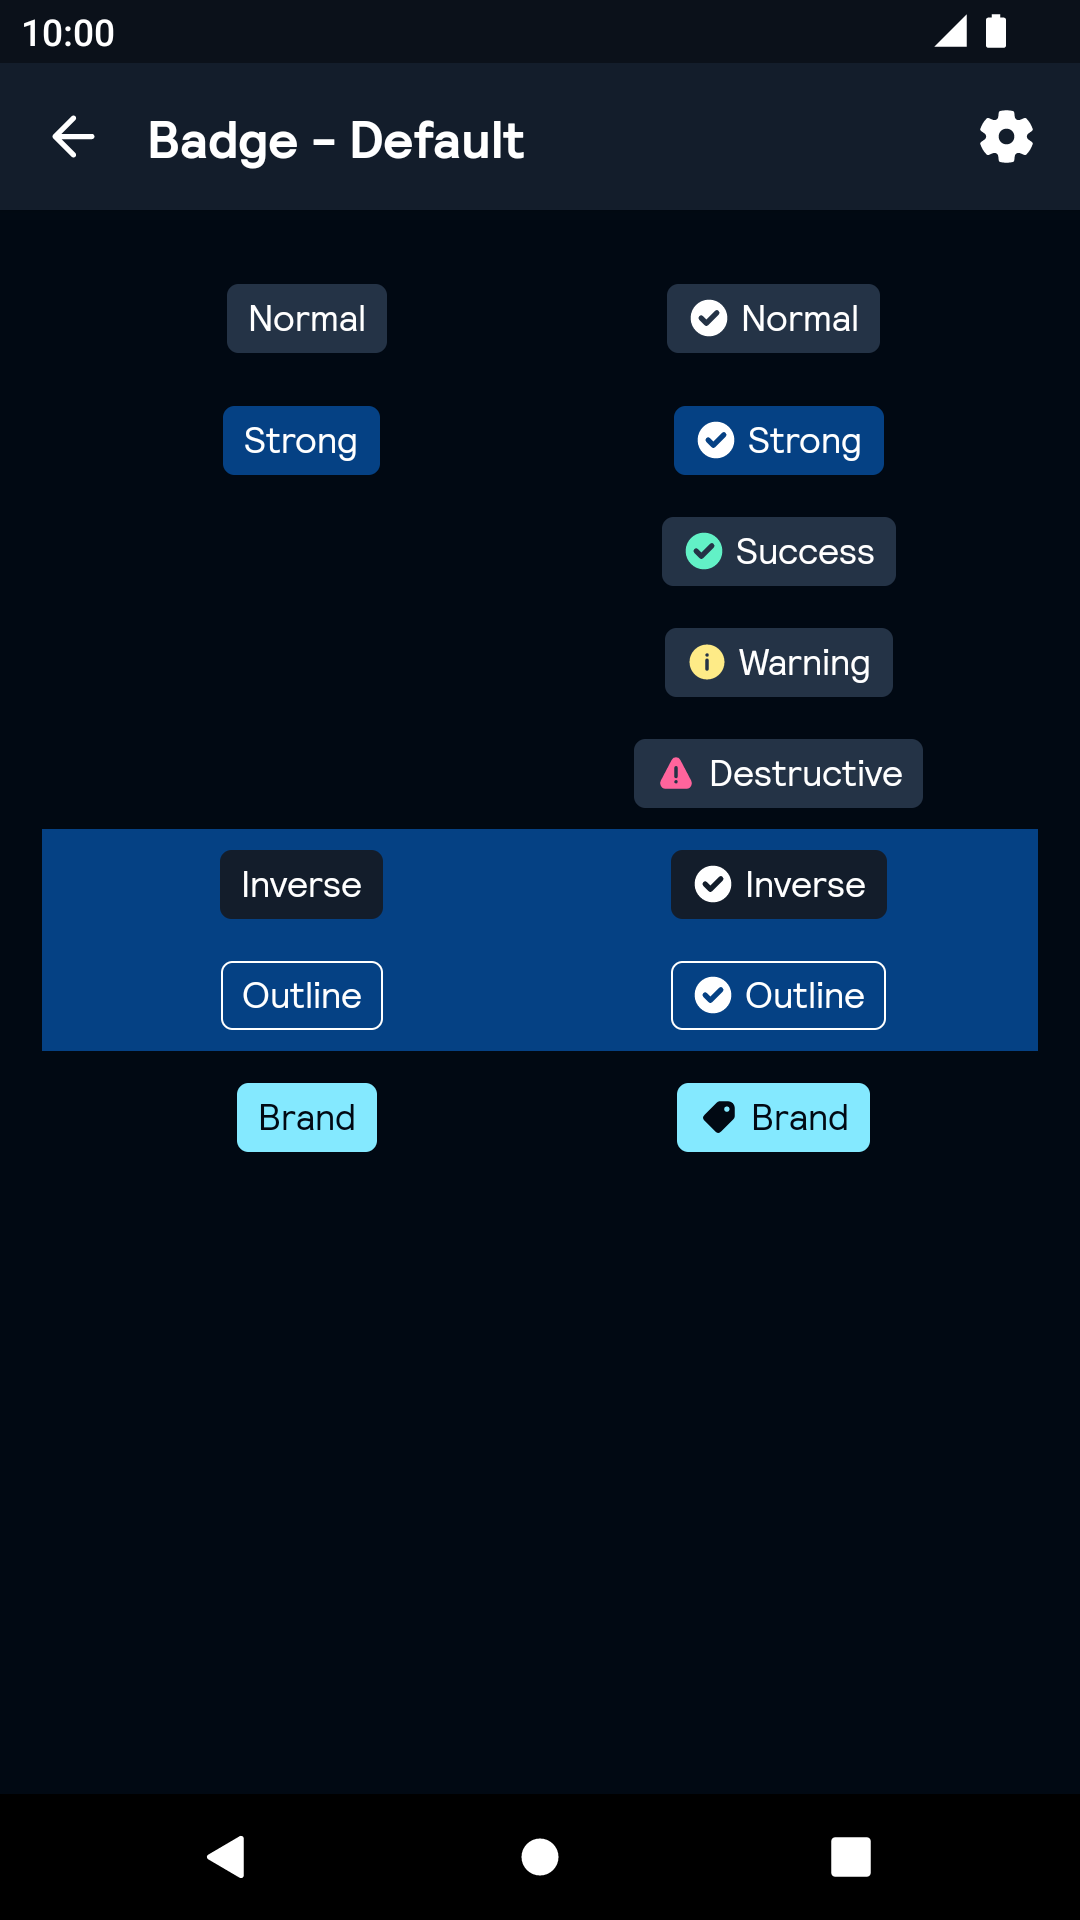 10:00
Badge - Default
Normal Normal
Strong Strong
Success
Warning
Destructive
Inverse Inverse
Outline Outline
Brand Brand